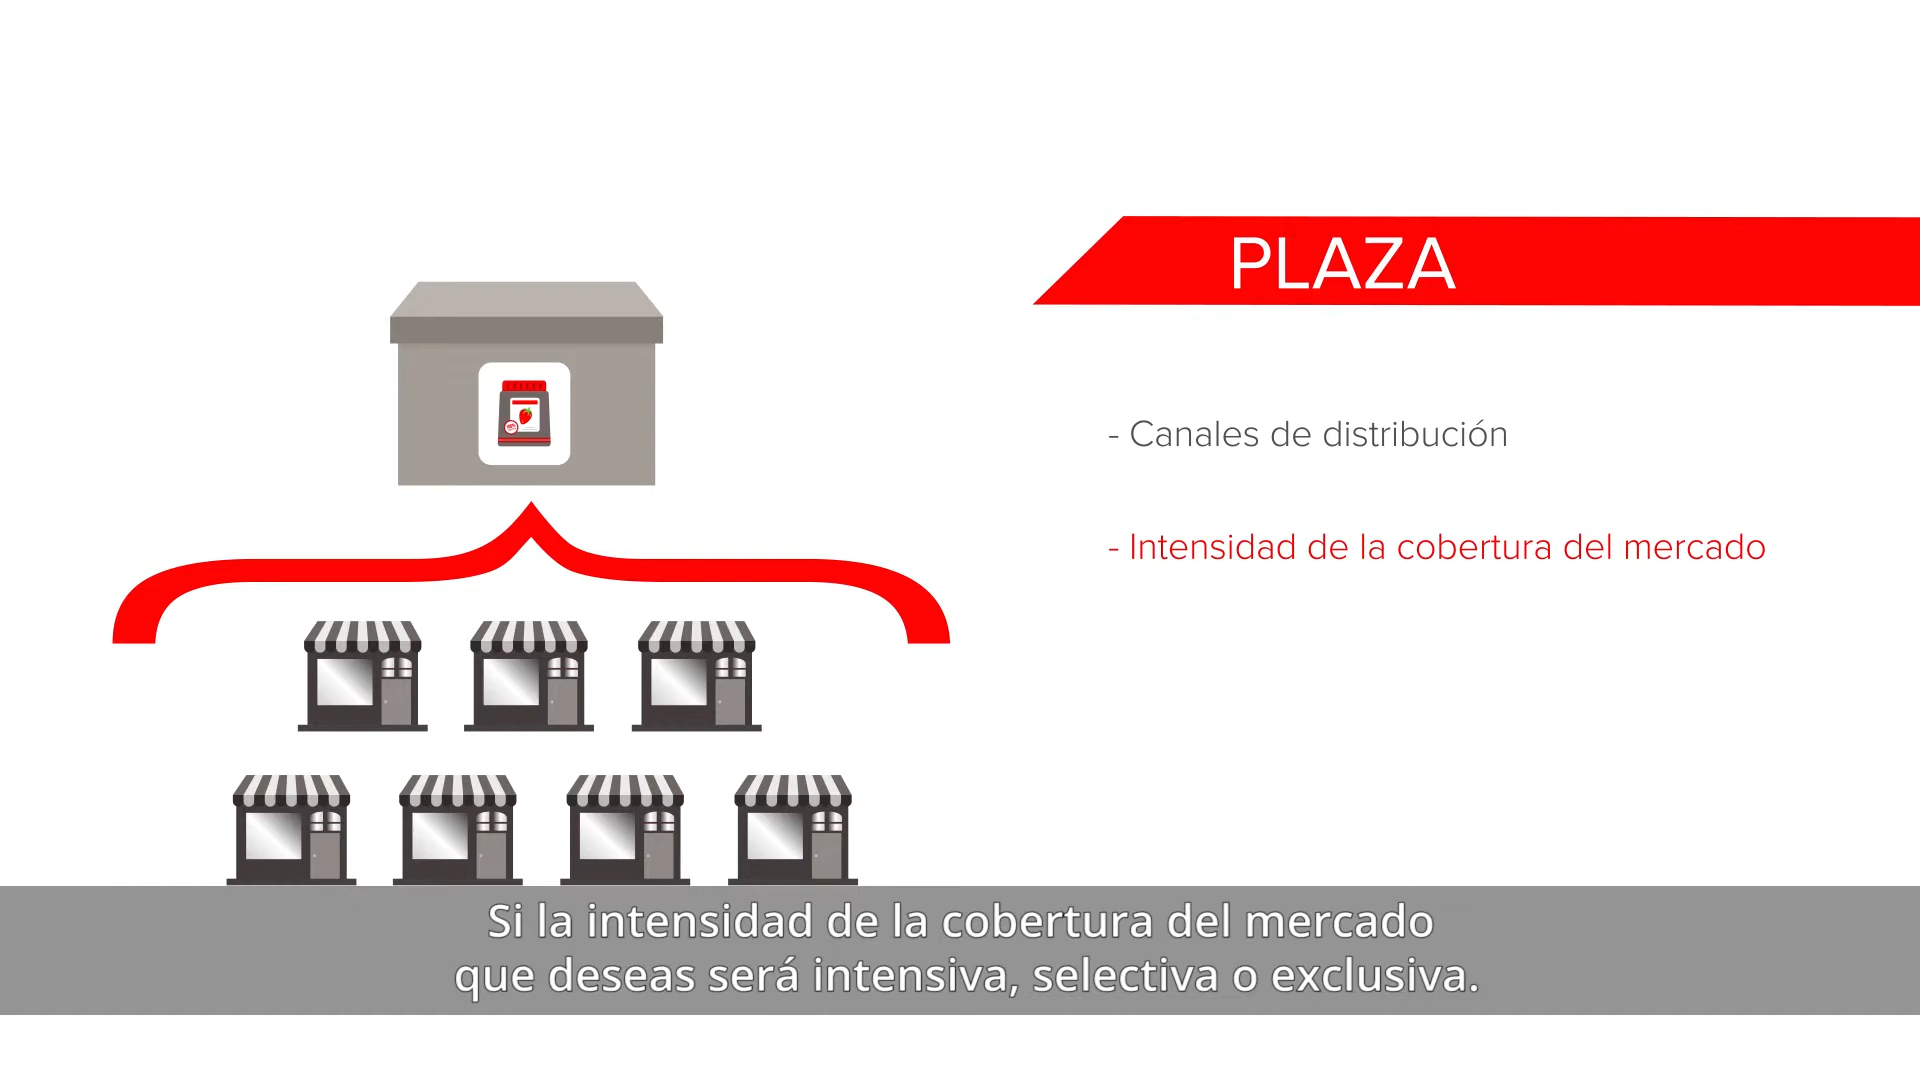 PLAZA
- Canales de distribución
- Intensidad de la cobertura del mercado
Si la intensidad de la cobertura del mercado
que deseas será intensiva, selectiva o exclusiva.